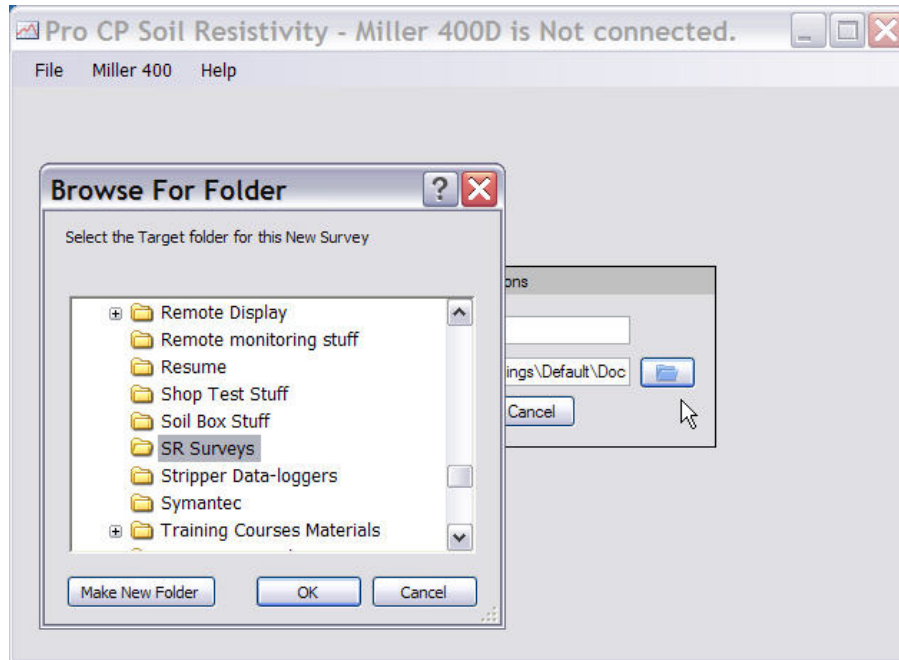 Pro CP Soil Resistivity - Miller 400D is Not connected.
File Miller 400 Help
Browse For Folder
Select the Target folder for this New Survey
Remote Display
Remote monitoring stuff
Resume
Shop Test Stuff
Soil Box Stuff
SR Surveys
Stripper Data-loggers
Symantec
Training Courses Materials
Make New Folder OK Cancel
ons
ings\Default\Doc
Cancel